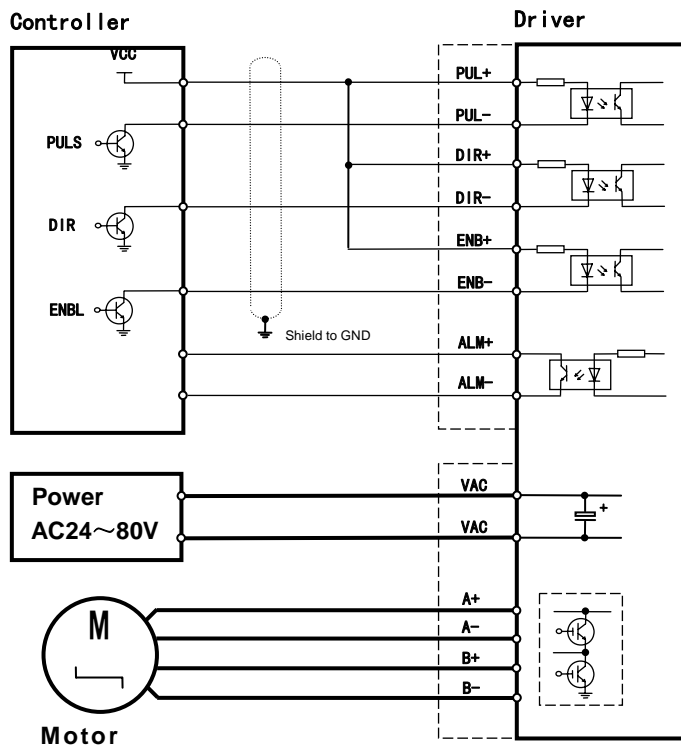 Controller
Driver
VCC
PUL+
PUL-
PULS
DIR+
DIR-
DIR
ENB+
ENB-
ENBL
Shield to GND
ALM+
ALM-
Power
AC24～80V
VAC
+
VAC
M
A+
A-
B+
B-
Motor